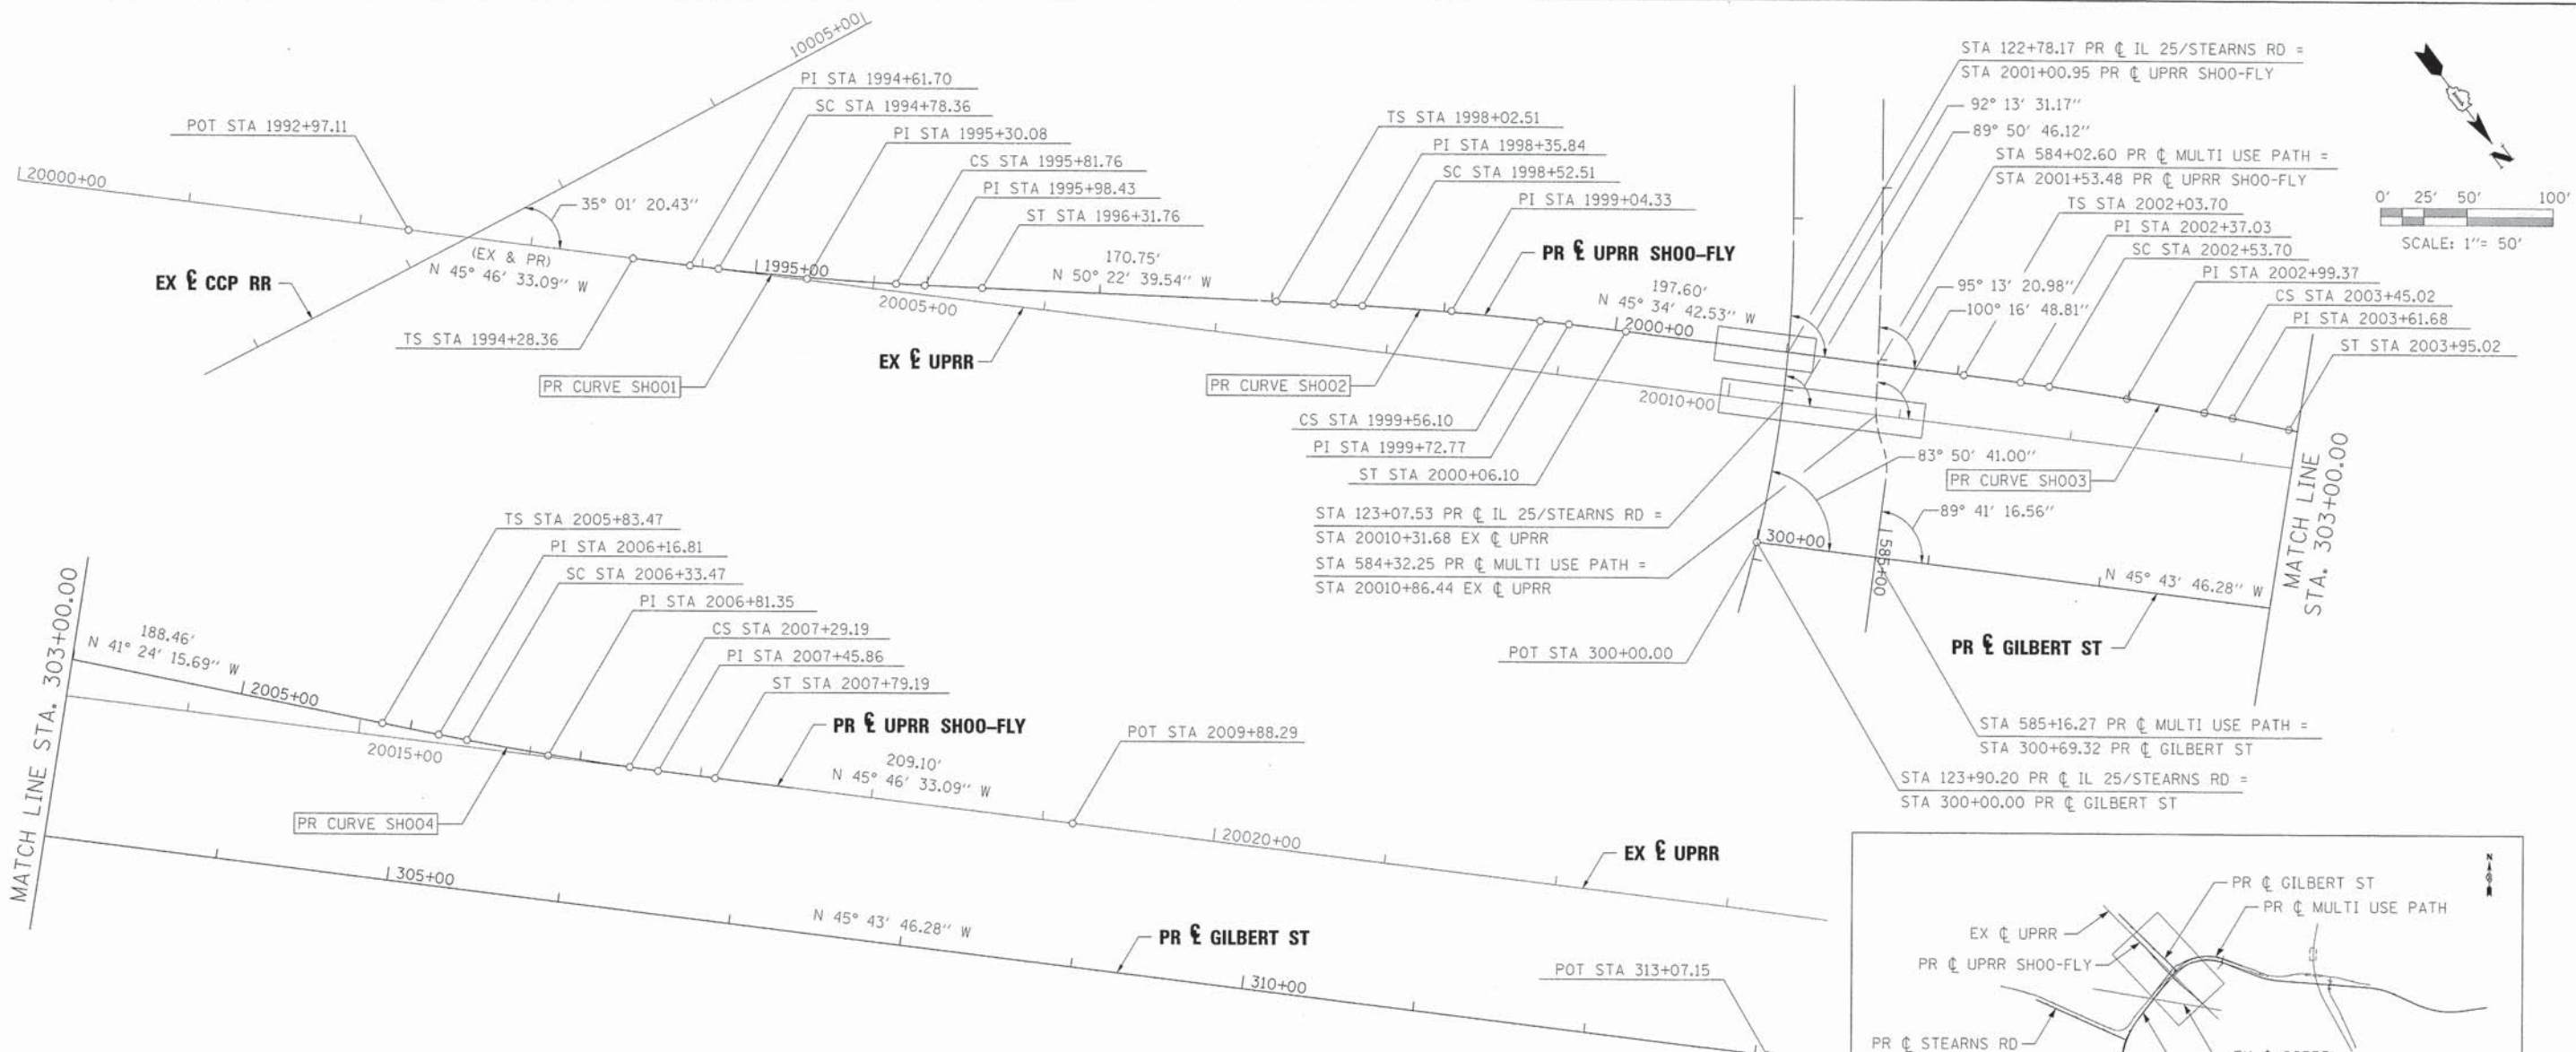 10005+00
POT STA 1992+97.11
20000+00
PI STA 1994+61.70
SC STA 1994+78.36
PI STA 1995+30.08
CS STA 1995+81.76
PI STA 1995+98.43
ST STA 1996+31.76
35° 01' 20.43"
(EX & PR)
N 45° 46' 33.09" W
EX ℄ CCP RR
TS STA 1994+28.36
PR CURVE SH001
1995+00
20005+00
EX ℄ UPRR
170.75'
N 50° 22' 39.54" W
TS STA 1998+02.51
PI STA 1998+35.84
SC STA 1998+52.51
PI STA 1999+04.33
PR ℄ UPRR SHOO-FLY
197.60'
N 45° 34' 42.53" W
2000+00
PR CURVE SH002
CS STA 1999+56.10
PI STA 1999+72.77
ST STA 2000+06.10
20010+00
STA 122+78.17 PR ℄ IL 25/STEARNS RD =
STA 2001+00.95 PR ℄ UPRR SHOO-FLY
92° 13' 31.17"
89° 50' 46.12"
STA 584+02.60 PR ℄ MULTI USE PATH =
STA 2001+53.48 PR ℄ UPRR SHOO-FLY
TS STA 2002+03.70
PI STA 2002+37.03
SC STA 2002+53.70
PI STA 2002+99.37
CS STA 2003+45.02
PI STA 2003+61.68
ST STA 2003+95.02
95° 13' 20.98"
100° 16' 48.81"
N
0' 25' 50' 100'
SCALE: 1"= 50'
83° 50' 41.00"
PR CURVE SH003
89° 41' 16.56"
MATCH LINE
STA. 303+00.00
STA 123+07.53 PR ℄ IL 25/STEARNS RD =
STA 20010+31.68 EX ℄ UPRR
STA 584+32.25 PR ℄ MULTI USE PATH =
STA 20010+86.44 EX ℄ UPRR
300+00
585+00
N 45° 43' 46.28" W
PR ℄ GILBERT ST
POT STA 300+00.00
STA 585+16.27 PR ℄ MULTI USE PATH =
STA 300+69.32 PR ℄ GILBERT ST
STA 123+90.20 PR ℄ IL 25/STEARNS RD =
STA 300+00.00 PR ℄ GILBERT ST
MATCH LINE STA. 303+00.00
188.46'
N 41° 24' 15.69" W
TS STA 2005+83.47
PI STA 2006+16.81
SC STA 2006+33.47
PI STA 2006+81.35
CS STA 2007+29.19
PI STA 2007+45.86
ST STA 2007+79.19
2005+00
20015+00
PR CURVE SH004
PR ℄ UPRR SHOO-FLY
209.10'
N 45° 46' 33.09" W
POT STA 2009+88.29
20020+00
EX ℄ UPRR
305+00
N 45° 43' 46.28" W
PR ℄ GILBERT ST
310+00
POT STA 313+07.15
N
PR ℄ GILBERT ST
PR ℄ MULTI USE PATH
EX ℄ UPRR
PR ℄ UPRR SHOO-FLY
PR ℄ STEARNS RD